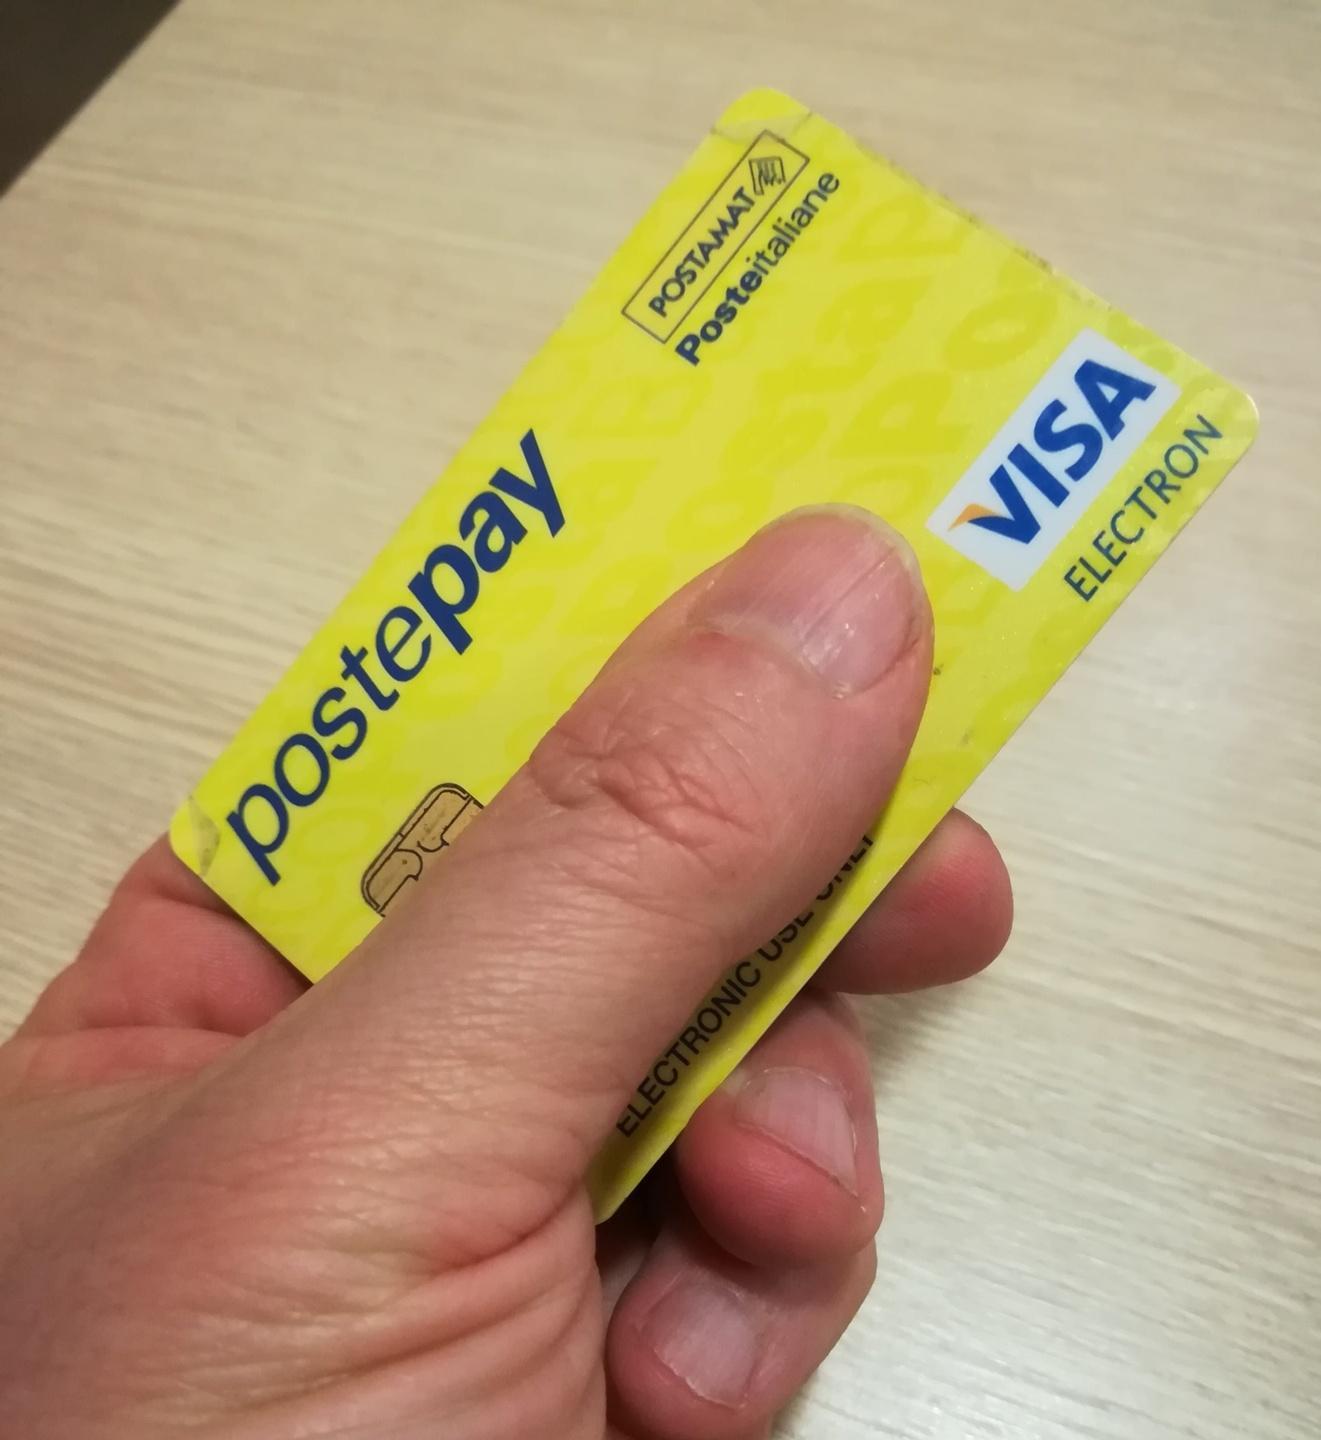 postepay
POSTAMAT
Posteitaliane
VISA
ELECTRON
ELECTRONIC USE ONLY